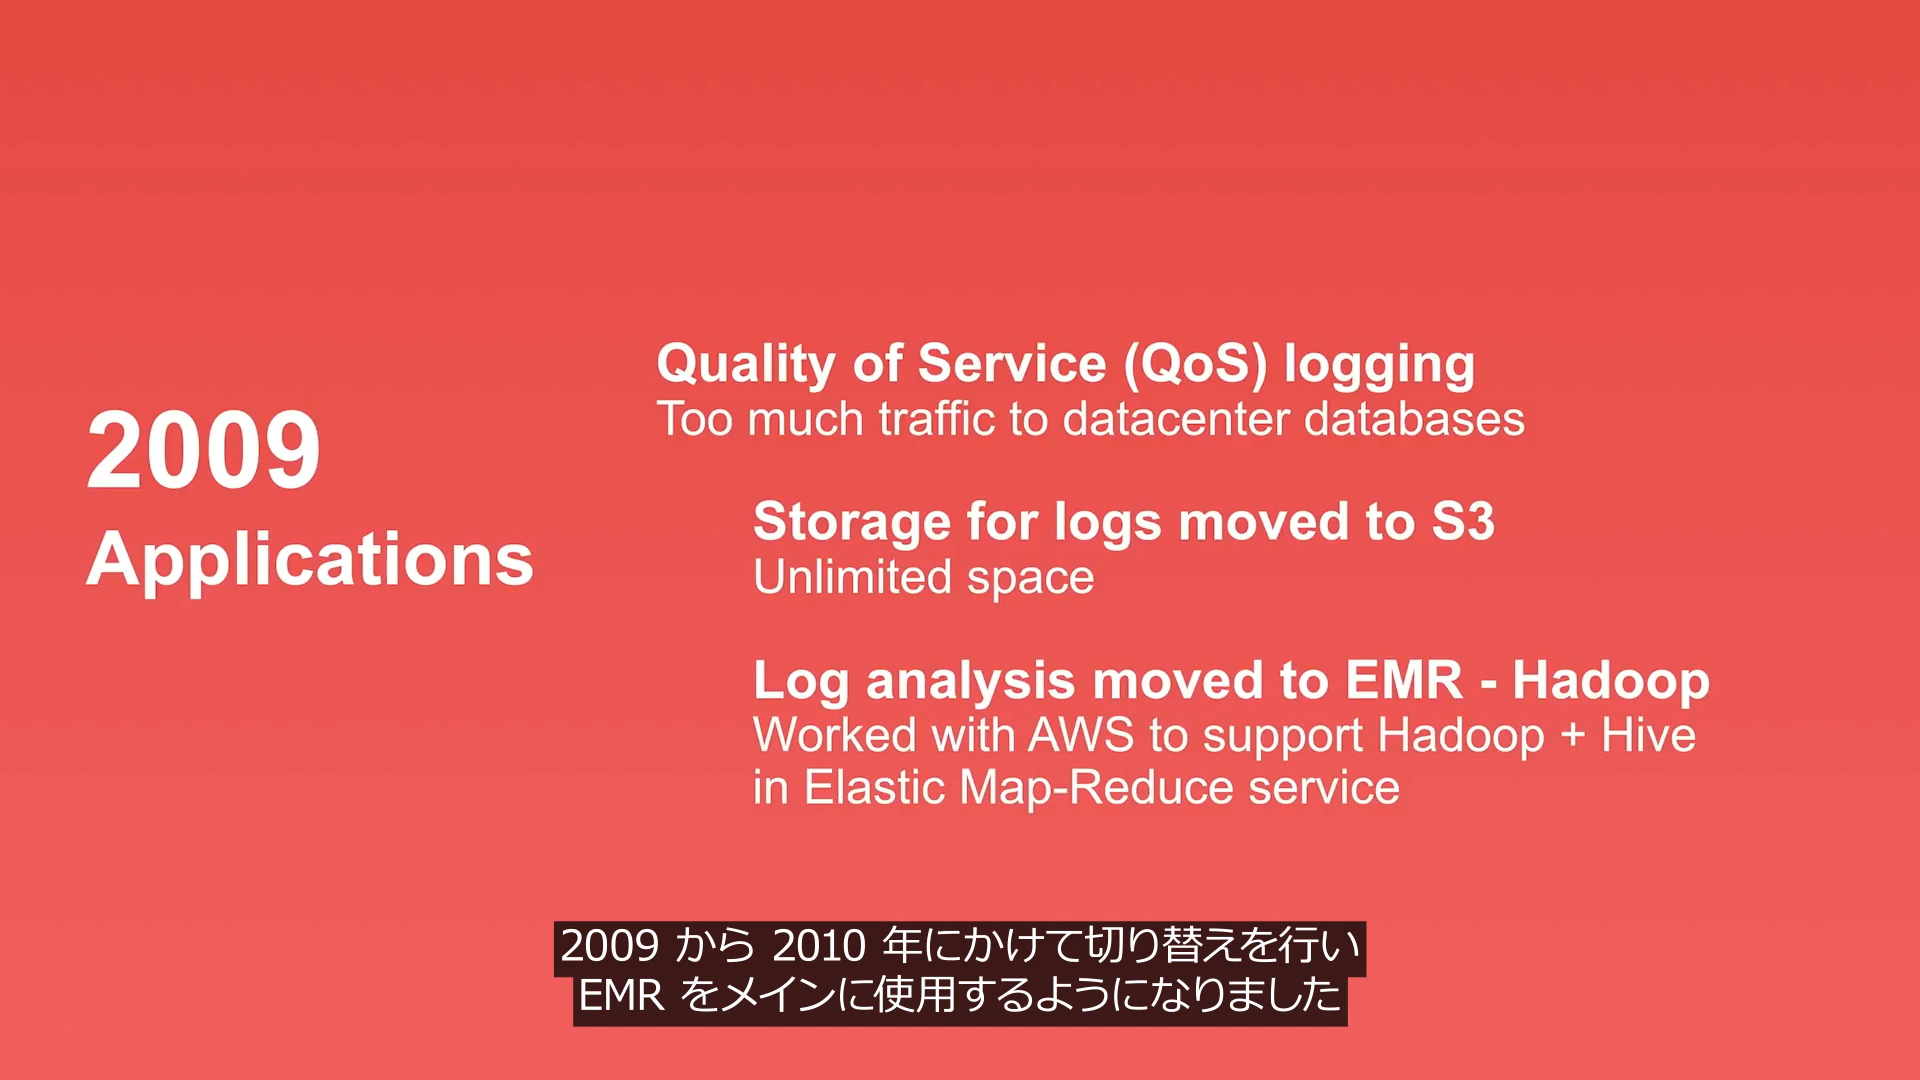 2009
Applications
Quality of Service (QoS) logging
Too much traffic to datacenter databases
Storage for logs moved to S3
Unlimited space
Log analysis moved to EMR - Hadoop
Worked with AWS to support Hadoop + Hive
in Elastic Map-Reduce service
2009 から 2010 年にかけて切り替えを行い
EMR をメインに使用するようになりました